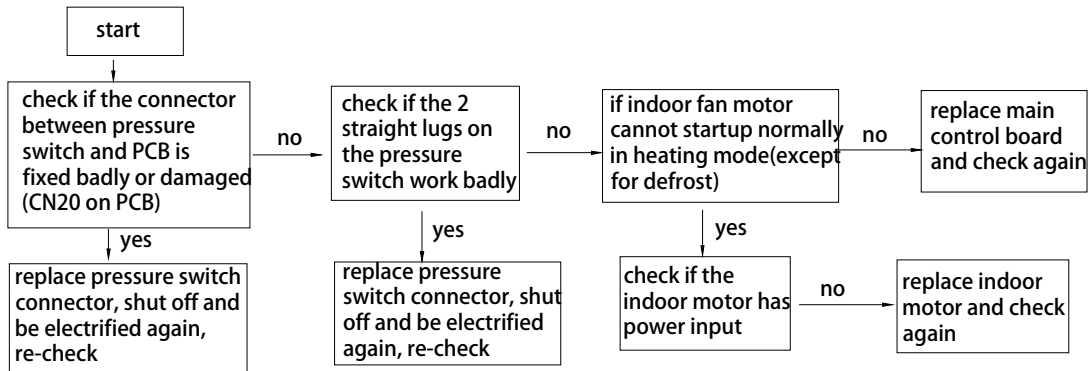 start
check if the connector
between pressure
switch and PCB is
fixed badly or damaged
(CN20 on PCB)
no
check if the 2
straight lugs on
the pressure
switch work badly
no
if indoor fan motor
cannot startup normally
in heating mode(except
for defrost)
no
replace main
control board
and check again
yes
replace pressure switch
connector, shut off and
be electrified again,
re-check
yes
replace pressure
switch connector, shut
off and be electrified
again, re-check
yes
check if the
indoor motor has
power input
no
replace indoor
motor and check
again